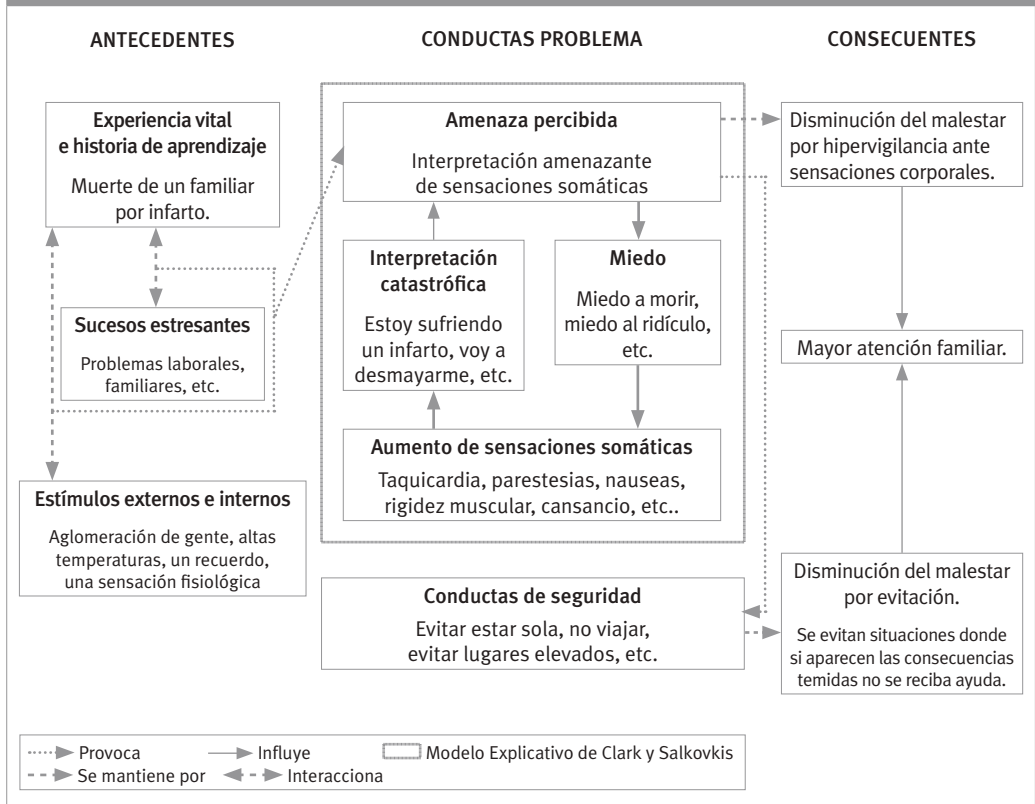 ANTECEDENTES
CONDUCTAS PROBLEMA
CONSECUENTES
Experiencia vital
e historia de aprendizaje
Muerte de un familiar
por infarto.
Sucesos estresantes
Problemas laborales,
familiares, etc.
Estímulos externos e internos
Aglomeración de gente, altas
temperaturas, un recuerdo,
una sensación fisiológica
Amenaza percibida
Interpretación amenazante
de sensaciones somáticas
Interpretación
catastrófica
Estoy sufriendo
un infarto, voy a
desmayarme, etc.
Miedo
Miedo a morir,
miedo al ridículo,
etc.
Aumento de sensaciones somáticas
Taquicardia, parestesias, nauseas,
rigidez muscular, cansancio, etc..
Conductas de seguridad
Evitar estar sola, no viajar,
evitar lugares elevados, etc.
Disminución del malestar
por hipervigilancia ante
sensaciones corporales.
Mayor atención familiar.
Disminución del malestar
por evitación.
Se evitan situaciones donde
si aparecen las consecuencias
temidas no se reciba ayuda.
Provoca
Influye
Modelo Explicativo de Clark y Salkovkis
Se mantiene por
Interacciona